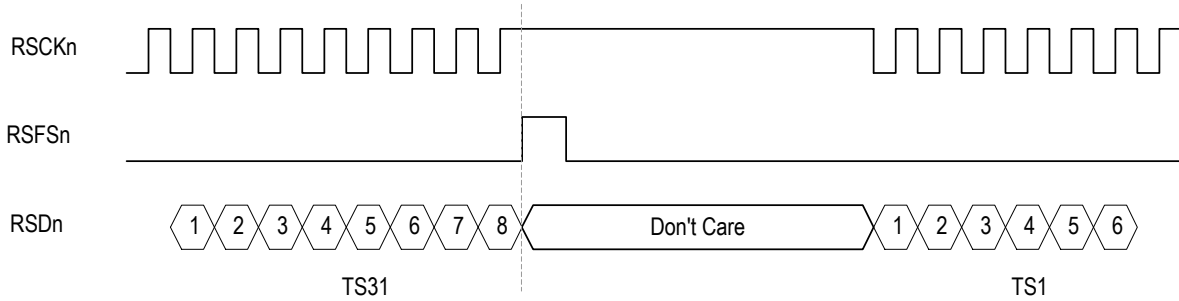 RSCKn
RSFSn
RSDn 1 2 3 4 5 6 7 8 Don't Care 1 2 3 4 5 6
TS31 TS1